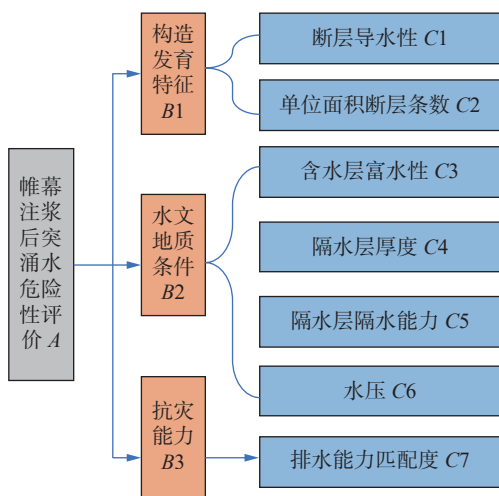 帷幕
注浆
后突
涌水
危险
性评
价 A
构造
发育
特征
B1
水文
地质
条件
B2
抗灾
能力
B3
断层导水性 C1
单位面积断层条数 C2
含水层富水性 C3
隔水层厚度 C4
隔水层隔水能力 C5
水压 C6
排水能力匹配度 C7